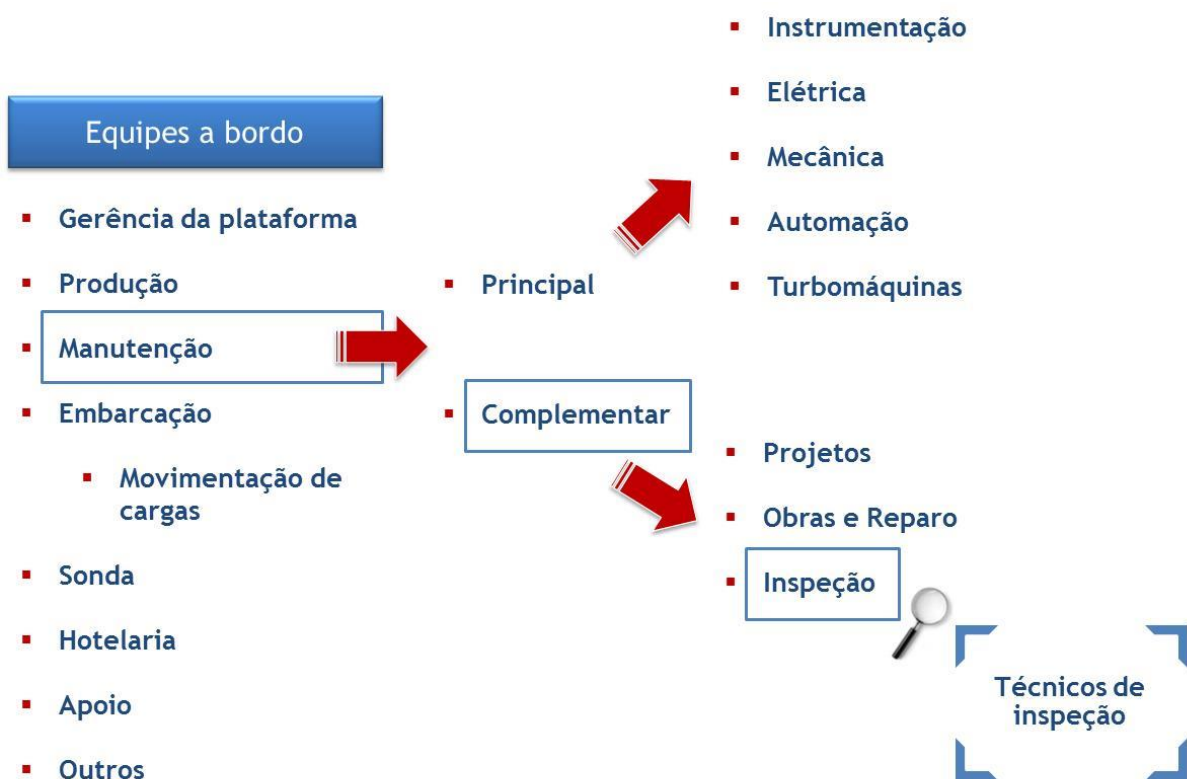 Equipes a bordo
Gerência da plataforma
Produção
Manutenção
Embarcação
Movimentação de
cargas
Sonda
Hotelaria
Apoio
Outros
Principal
Complementar
Instrumentação
Elétrica
Mecânica
Automação
Turbomáquinas
Projetos
Obras e Reparo
Inspeção
Técnicos de
inspeção